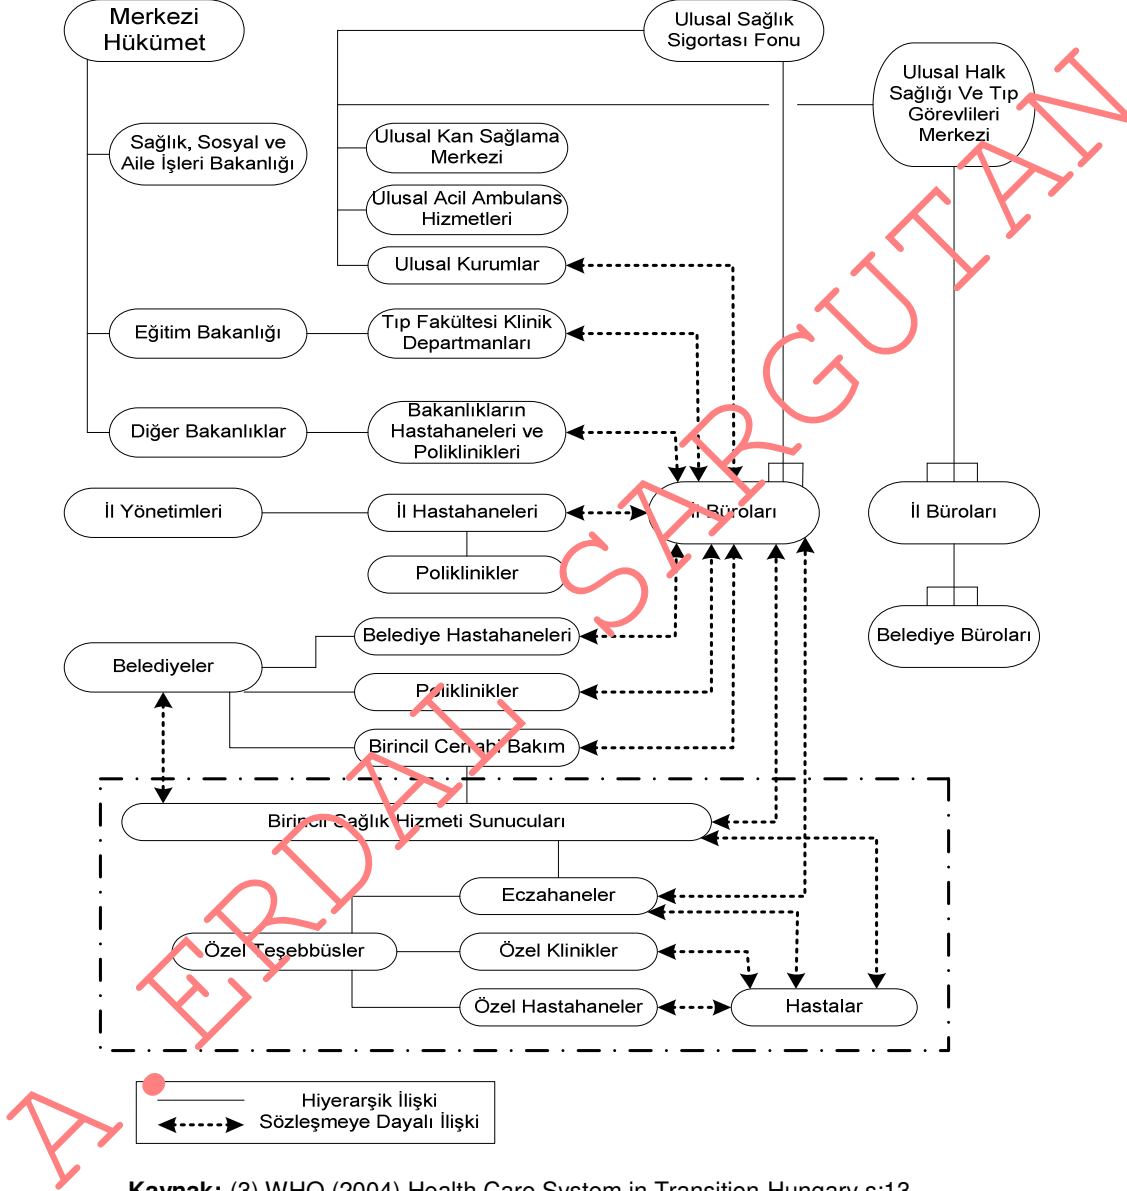 Merkezi
Hükümet
Ulusal Sağlık
Sigortası Fonu
Ulusal Halk
Sağlığı Ve Tıp
Görevlileri
Merkezi
Sağlık, Sosyal ve
Aile İşleri Bakanlığı
Ulusal Kan Sağlama
Merkezi
Ulusal Acil Ambulans
Hizmetleri
Ulusal Kurumlar
Eğitim Bakanlığı
Tıp Fakültesi Klinik
Departmanları
Diğer Bakanlıklar
Bakanlıkların
Hastahaneleri ve
Poliklinikleri
İl Yönetimleri
İl Hastahaneleri
İl Büroları
İl Büroları
Poliklinikler
Belediye Hastahaneleri
Belediye Büroları
Belediyeler
Poliklinikler
Birincil Cerrahi Bakım
Birincil Sağlık Hizmeti Sunucuları
Eczahaneler
Özel Teşebbüsler
Özel Klinikler
Özel Hastahaneler
Hastalar
Hiyerarşik İlişki
Sözleşmeye Dayalı İlişki
Kaynak: (3) WHO (2004) Health Care System in Transition-Hungary s:13
A. ERDAL SARGUTAN